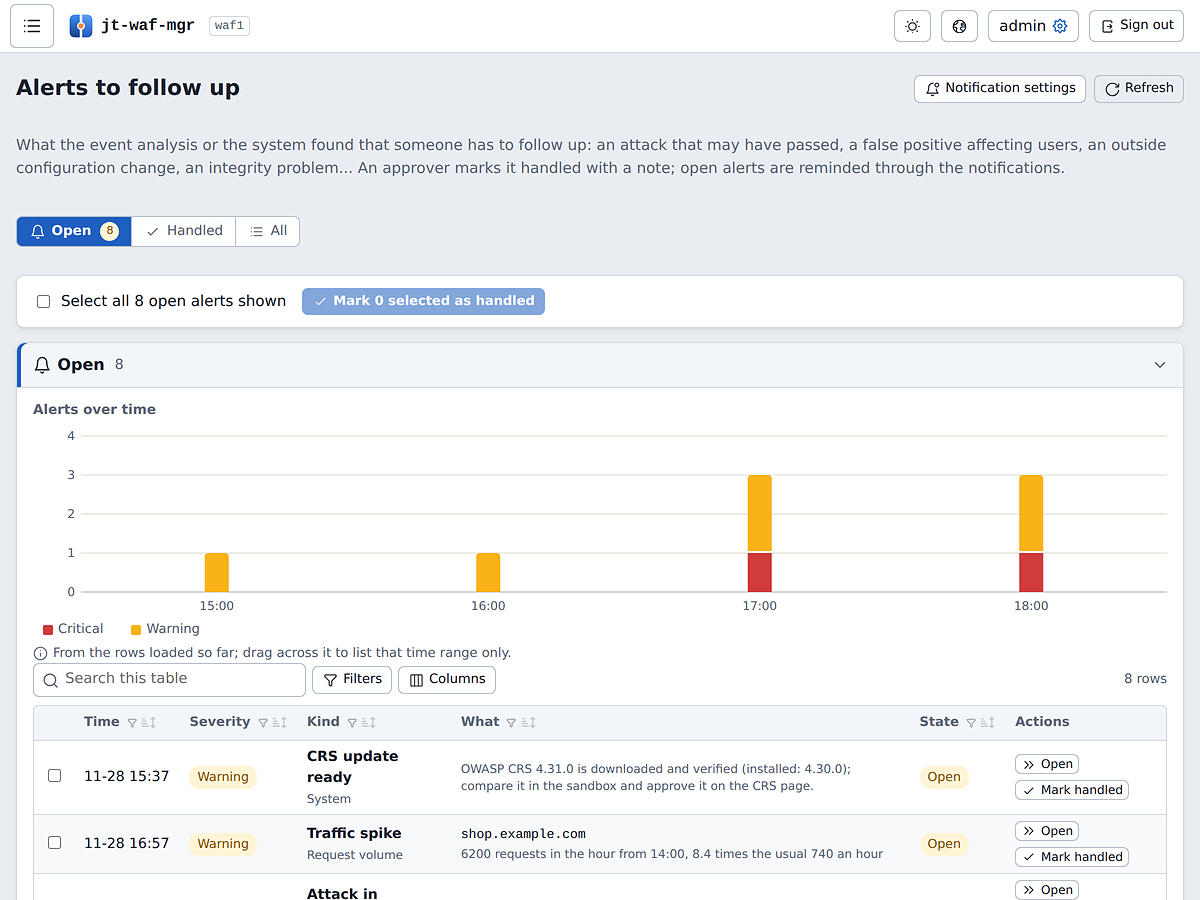 jt-waf-mgr waf1 admin Sign out
Alerts to follow up
Notification settings Refresh
What the event analysis or the system found that someone has to follow up: an attack that may have passed, a false positive affecting users, an outside
configuration change, an integrity problem... An approver marks it handled with a note; open alerts are reminded through the notifications.
Open 8 Handled All
Select all 8 open alerts shown Mark 0 selected as handled
Open 8
Alerts over time
4
3
2
1
0
15:00 16:00 17:00 18:00
Critical Warning
From the rows loaded so far; drag across it to list that time range only.
Search this table Filters Columns 8 rows
Time Severity Kind What State Actions
11-28 15:37 Warning CRS update ready System OWASP CRS 4.31.0 is downloaded and verified (installed: 4.30.0);
compare it in the sandbox and approve it on the CRS page. Open Open Mark handled
11-28 16:57 Warning Traffic spike Request volume shop.example.com
6200 requests in the hour from 14:00, 8.4 times the usual 740 an hour Open Open Mark handled
Attack in Open